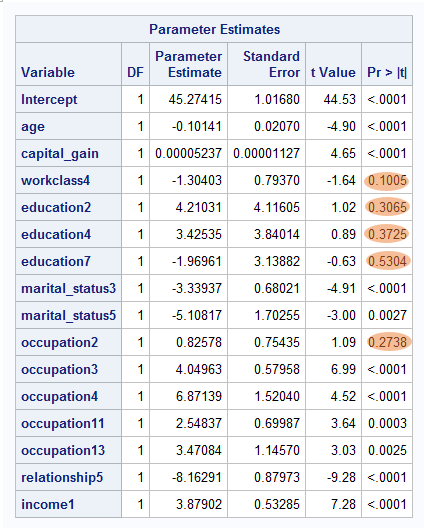 Parameter Estimates
Variable DF Parameter Estimate Standard Error t Value Pr > |t|
Intercept 1 45.27415 1.01680 44.53 <.0001
age 1 -0.10141 0.02070 -4.90 <.0001
capital_gain 1 0.00005237 0.00001127 4.65 <.0001
workclass4 1 -1.30403 0.79370 -1.64 0.1005
education2 1 4.21031 4.11605 1.02 0.3065
education4 1 3.42535 3.84014 0.89 0.3725
education7 1 -1.96961 3.13882 -0.63 0.5304
marital_status3 1 -3.33937 0.68021 -4.91 <.0001
marital_status5 1 -5.10817 1.70255 -3.00 0.0027
occupation2 1 0.82578 0.75435 1.09 0.2738
occupation3 1 4.04963 0.57958 6.99 <.0001
occupation4 1 6.87139 1.52040 4.52 <.0001
occupation11 1 2.54837 0.69987 3.64 0.0003
occupation13 1 3.47084 1.14570 3.03 0.0025
relationship5 1 -8.16291 0.87973 -9.28 <.0001
income1 1 3.87902 0.53285 7.28 <.0001